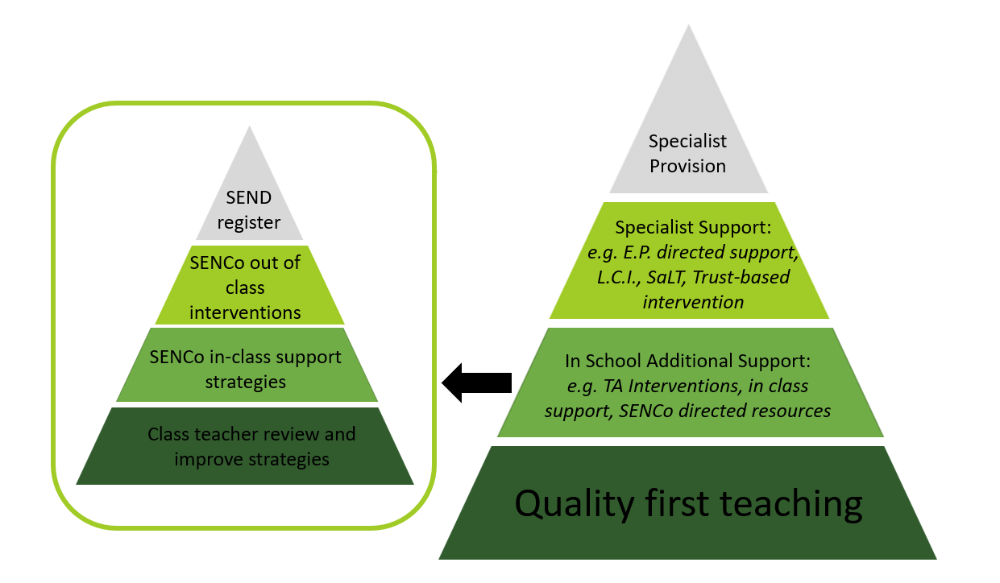 SEND
register
SENCo out of
class
interventions
SENCo in-class support
strategies
Class teacher review and
improve strategies
Specialist
Provision
Specialist Support:
e.g. E.P. directed support,
L.C.I., SaLT, Trust-based
intervention
In School Additional Support:
e.g. TA Interventions, in class
support, SENCo directed resources
Quality first teaching